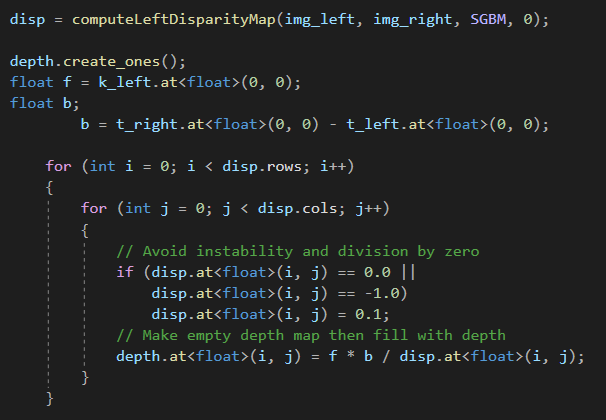 disp = computeLeftDisparityMap(img_left, img_right, SGBM, 0);
depth.create_ones();
float f = k_left.at<float>(0, 0);
float b;
b = t_right.at<float>(0, 0) - t_left.at<float>(0, 0);
for (int i = 0; i < disp.rows; i++)
{
for (int j = 0; j < disp.cols; j++)
{
// Avoid instability and division by zero
if (disp.at<float>(i, j) == 0.0 ||
disp.at<float>(i, j) == -1.0)
disp.at<float>(i, j) = 0.1;
// Make empty depth map then fill with depth
depth.at<float>(i, j) = f * b / disp.at<float>(i, j);
}
}